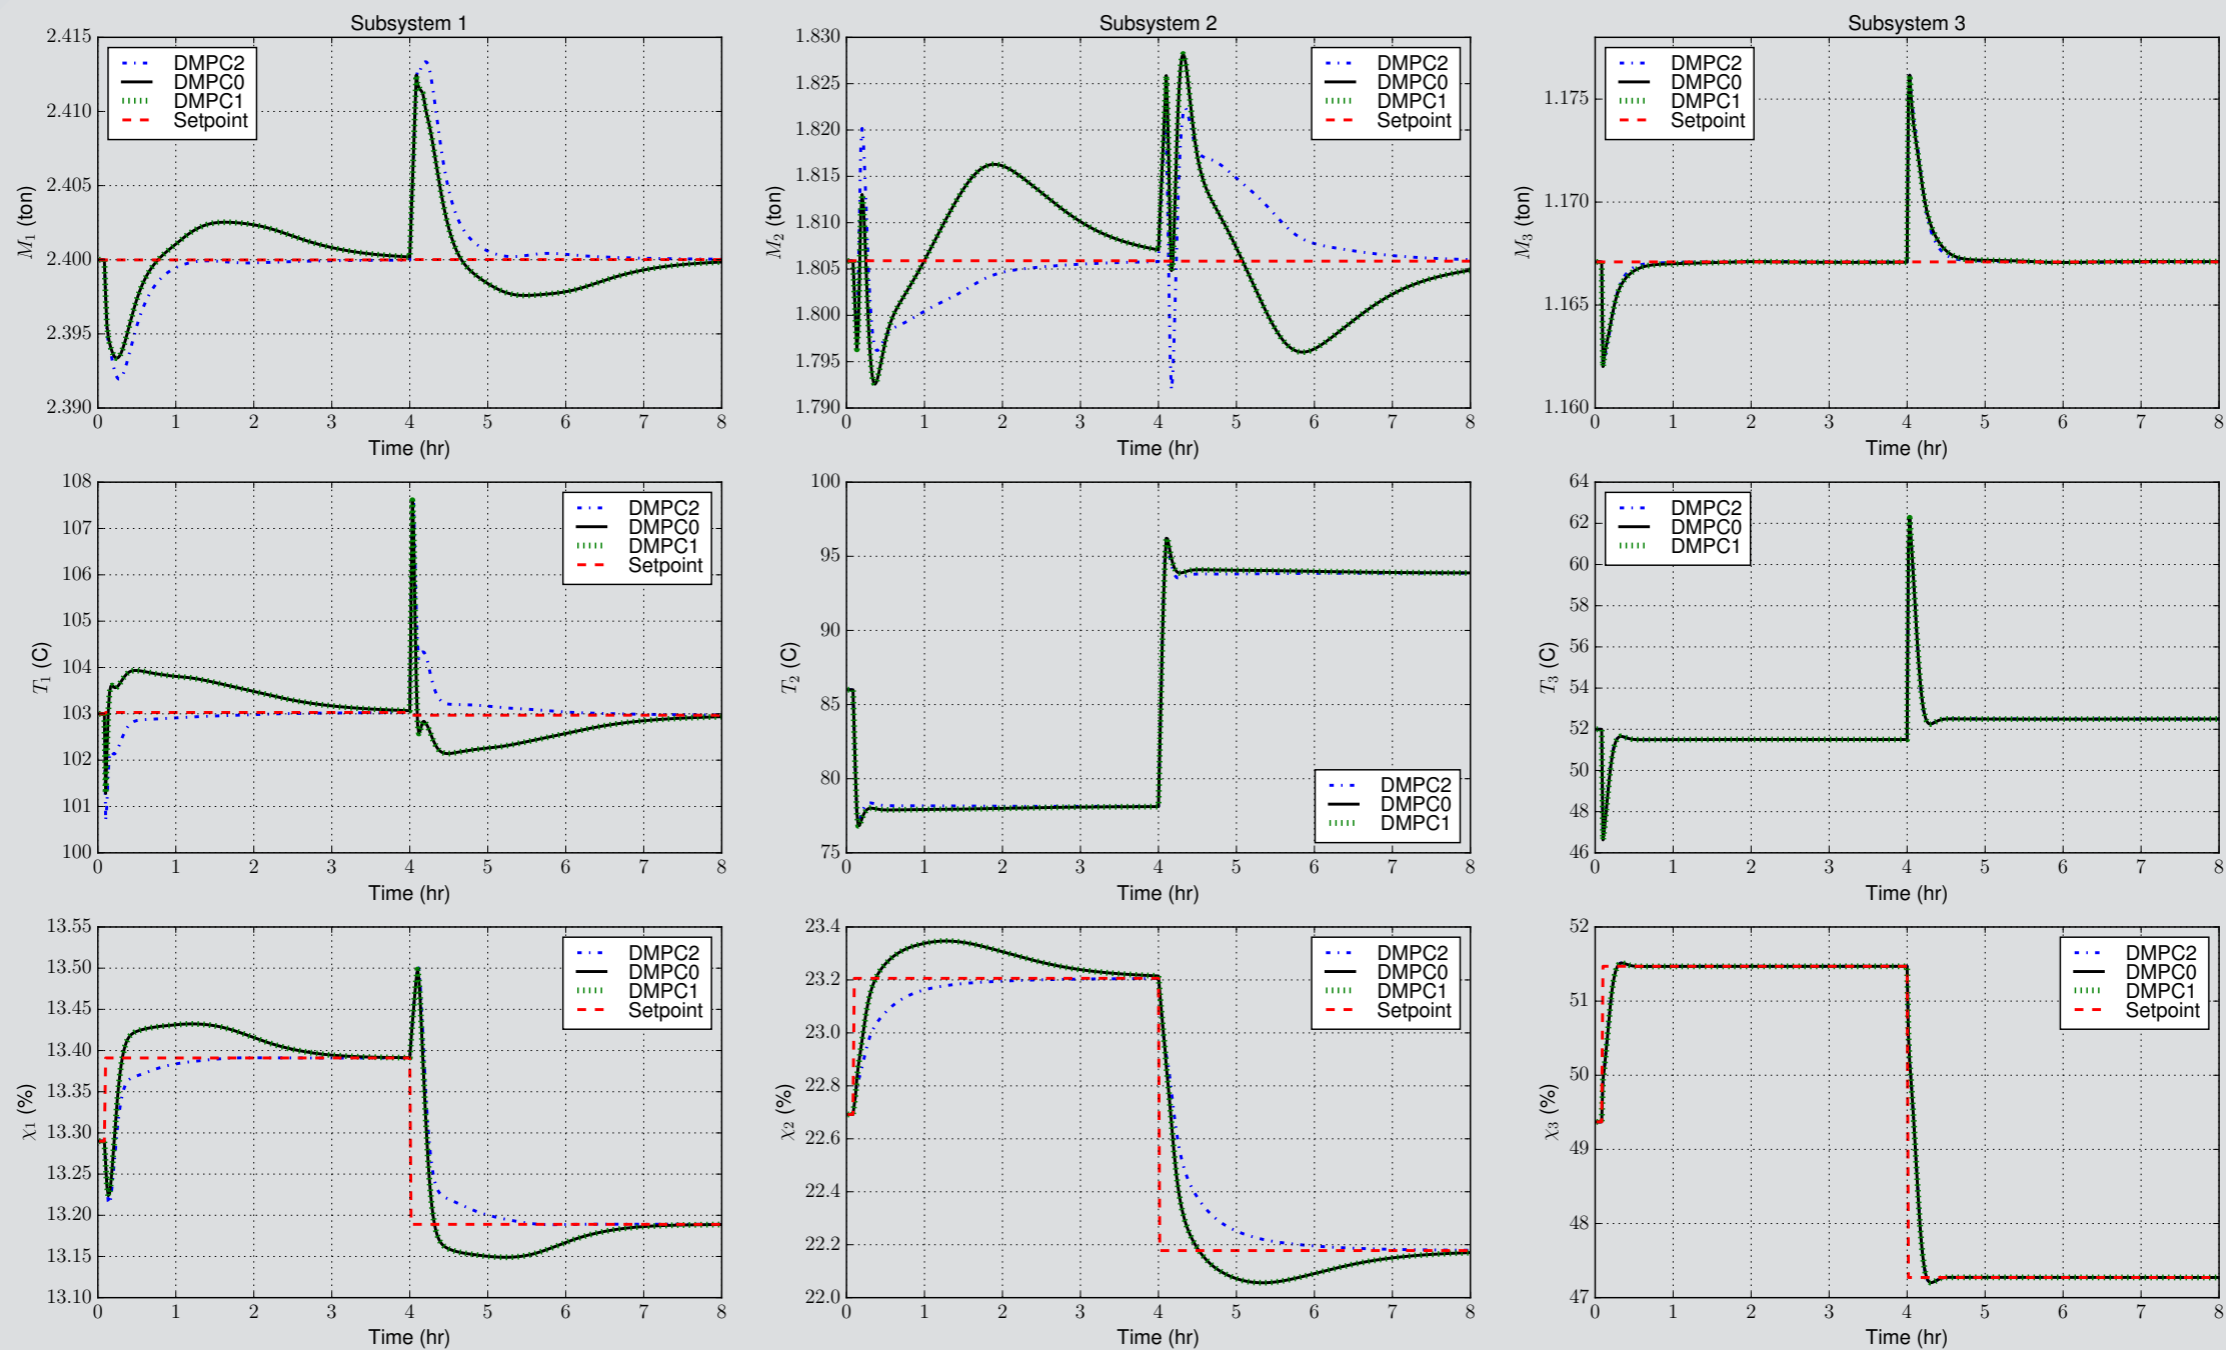 Subsystem 1
2.415
2.410
2.405
2.400
2.395
2.390
M1 (ton)
DMPC2
DMPC0
DMPC1
Setpoint
0 1 2 3 4 5 6 7 8
Time (hr)
Subsystem 2
1.830
1.825
1.820
1.815
1.810
1.805
1.800
1.795
1.790
M2 (ton)
DMPC2
DMPC0
DMPC1
Setpoint
0 1 2 3 4 5 6 7 8
Time (hr)
Subsystem 3
1.175
1.170
1.165
1.160
M3 (ton)
DMPC2
DMPC0
DMPC1
Setpoint
0 1 2 3 4 5 6 7 8
Time (hr)
108
107
106
105
104
103
102
101
100
T1 (C)
DMPC2
DMPC0
DMPC1
Setpoint
0 1 2 3 4 5 6 7 8
Time (hr)
100
95
90
85
80
75
T2 (C)
DMPC2
DMPC0
DMPC1
0 1 2 3 4 5 6 7 8
Time (hr)
64
62
60
58
56
54
52
50
48
46
T3 (C)
DMPC2
DMPC0
DMPC1
0 1 2 3 4 5 6 7 8
Time (hr)
13.55
13.50
13.45
13.40
13.35
13.30
13.25
13.20
13.15
13.10
χ1 (%)
DMPC2
DMPC0
DMPC1
Setpoint
0 1 2 3 4 5 6 7 8
Time (hr)
23.4
23.2
23.0
22.8
22.6
22.4
22.2
22.0
χ2 (%)
DMPC2
DMPC0
DMPC1
Setpoint
0 1 2 3 4 5 6 7 8
Time (hr)
52
51
50
49
48
47
χ3 (%)
DMPC2
DMPC0
DMPC1
Setpoint
0 1 2 3 4 5 6 7 8
Time (hr)